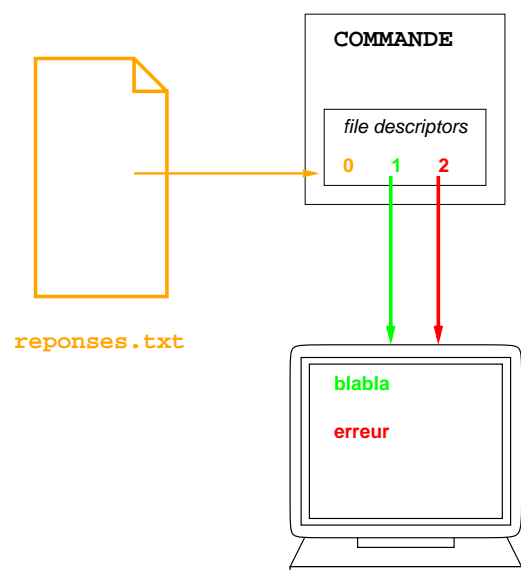 COMMANDE
file descriptors
0 1 2
reponses.txt
blabla
erreur